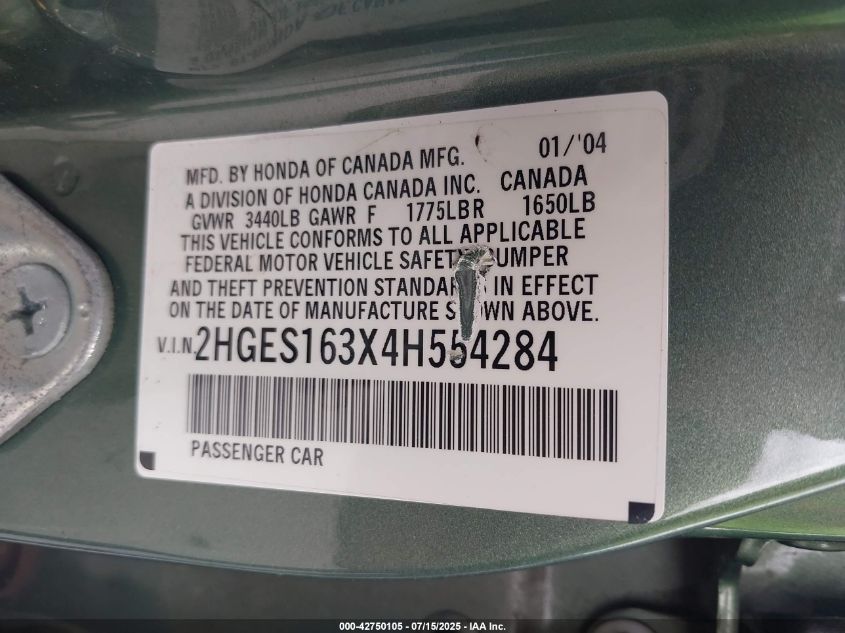 MFD. BY HONDA OF CANADA MFG. 01/'04
A DIVISION OF HONDA CANADA INC. CANADA
GVWR 3440LB GAWR F 1775LBR 1650LB
THIS VEHICLE CONFORMS TO ALL APPLICABLE
FEDERAL MOTOR VEHICLE SAFETY BUMPER
AND THEFT PREVENTION STANDARDS IN EFFECT
ON THE DATE OF MANUFACTURE SHOWN ABOVE.
V.I.N. 2HGES163X4H554284
PASSENGER CAR
000-42750105 - 07/15/2025 - IAA Inc.